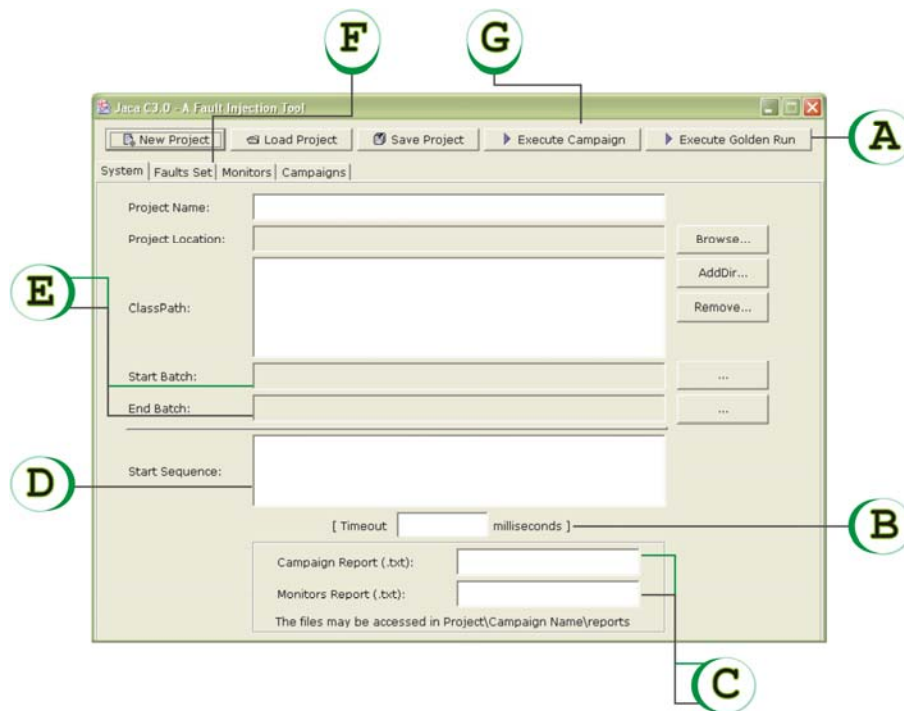 F G
Jaca C3.0 - A Fault Injection Tool
New Project Load Project Save Project Execute Campaign Execute Golden Run
A
System Faults Set Monitors Campaigns
Project Name:
Project Location: Browse...
AddDir...
E
ClassPath: Remove...
Start Batch: ...
End Batch: ...
Start Sequence:
D
[ Timeout milliseconds ]
B
Campaign Report (.txt):
Monitors Report (.txt):
The files may be accessed in Project\Campaign Name\reports
C